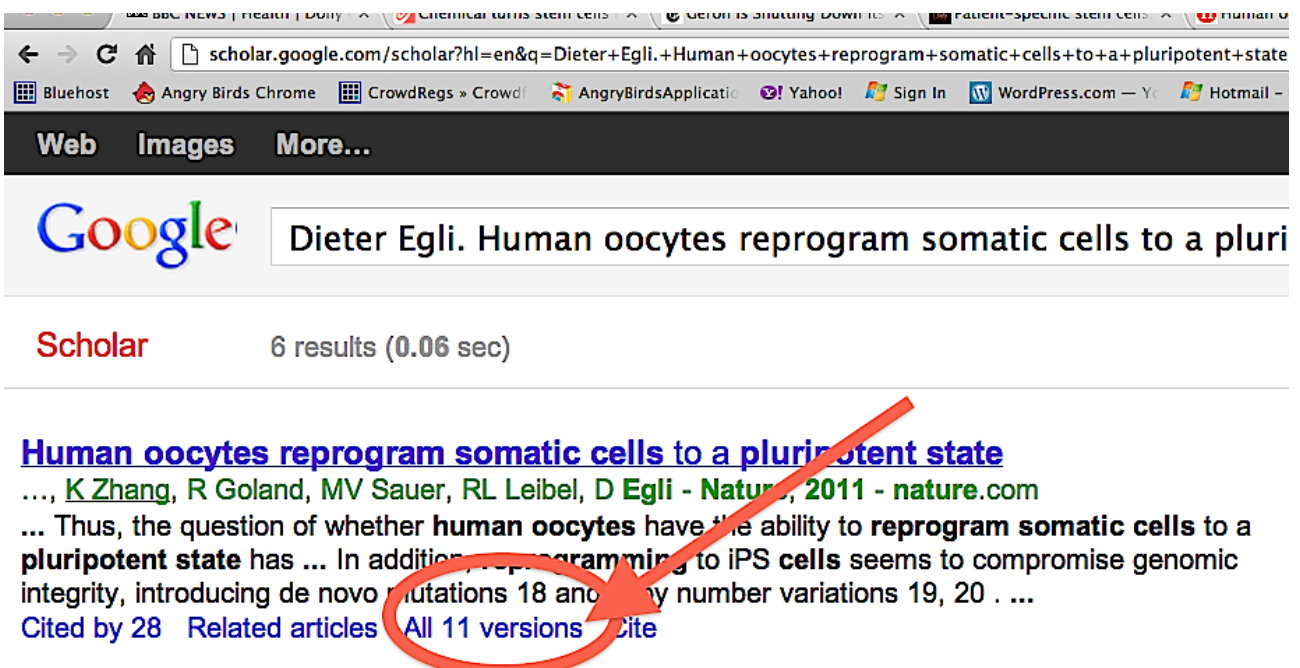 BBC NEWS | Health | Dolly
Chemical turns stem cells
Geron is Shutting Down Its
Patient-specific stem cells
Human o
scholar.google.com/scholar?hl=en&q=Dieter+Egli.+Human+oocytes+reprogram+somatic+cells+to+a+pluripotent+state
Bluehost Angry Birds Chrome CrowdRegs » Crowdf AngryBirdsApplicatio Yahoo! Sign In WordPress.com — Yo Hotmail –
Web Images More...
Google
Dieter Egli. Human oocytes reprogram somatic cells to a pluri
Scholar 6 results (0.06 sec)
Human oocytes reprogram somatic cells to a pluripotent state
..., K Zhang, R Goland, MV Sauer, RL Leibel, D Egli - Nature, 2011 - nature.com
... Thus, the question of whether human oocytes have the ability to reprogram somatic cells to a
pluripotent state has ... In addition, reprogramming to iPS cells seems to compromise genomic
integrity, introducing de novo mutations 18 and copy number variations 19, 20 . ...
Cited by 28 Related articles All 11 versions Cite